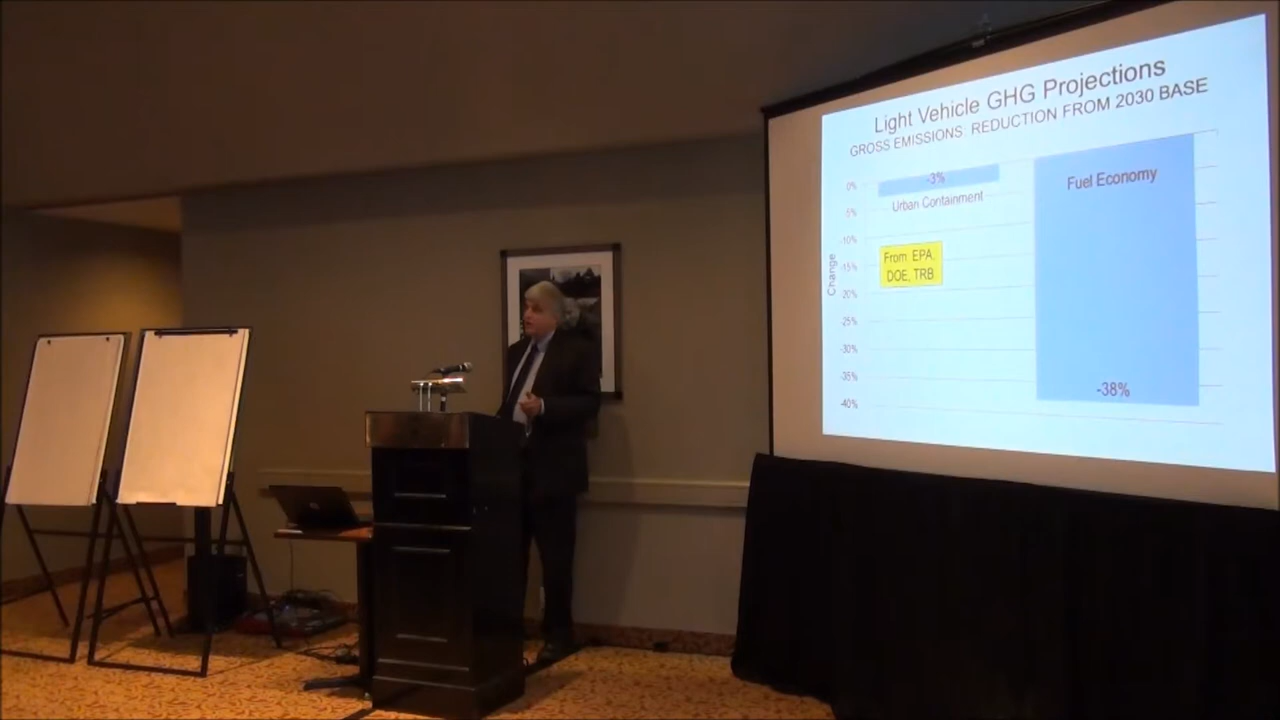 Light Vehicle GHG Projections
GROSS EMISSIONS: REDUCTION FROM 2030 BASE
0%
-5%
-10%
-15%
-20%
-25%
-30%
-35%
-40%
Change
-3%
Urban Containment
From EPA,
DOE, TRB
Fuel Economy
-38%